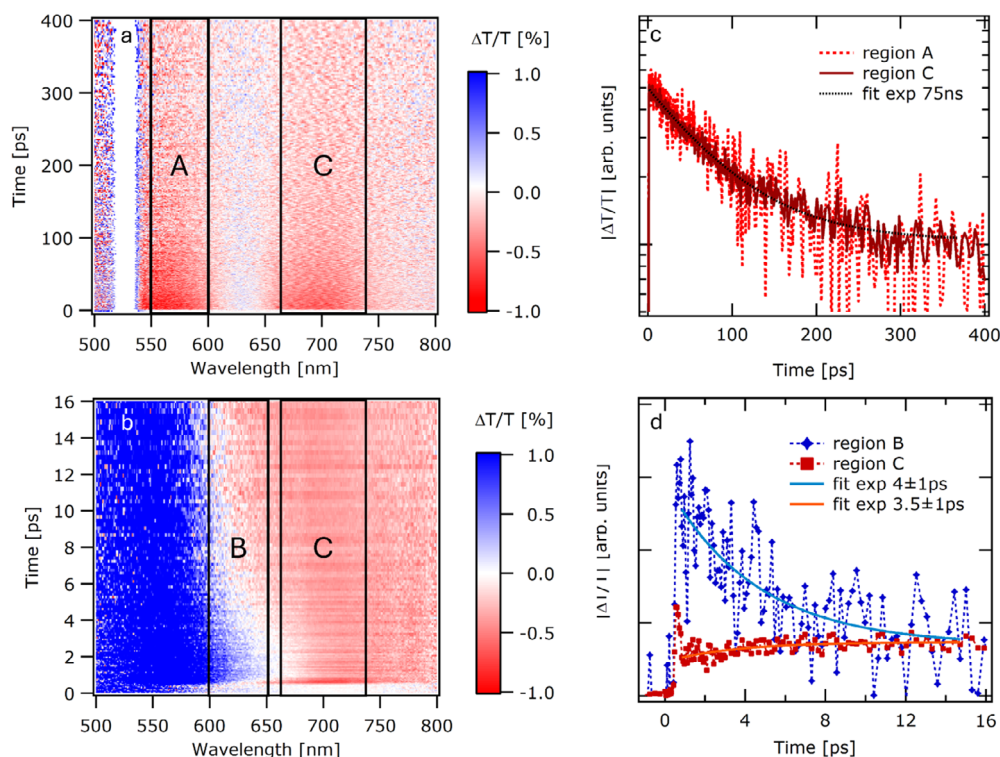 a
ΔT/T [%]
400
300
200
100
0
Time [ps]
A
C
1.0
0.5
0.0
-0.5
-1.0
500 550 600 650 700 750 800
Wavelength [nm]
c
region A
region C
fit exp 75ns
|ΔT/T| [arb. units]
0 100 200 300 400
Time [ps]
b
ΔT/T [%]
16
14
12
10
8
6
4
2
0
Time [ps]
B
C
1.0
0.5
0.0
-0.5
-1.0
500 550 600 650 700 750 800
Wavelength [nm]
d
region B
region C
fit exp 4±1ps
fit exp 3.5±1ps
|ΔT/T| [arb. units]
0 4 8 12 16
Time [ps]